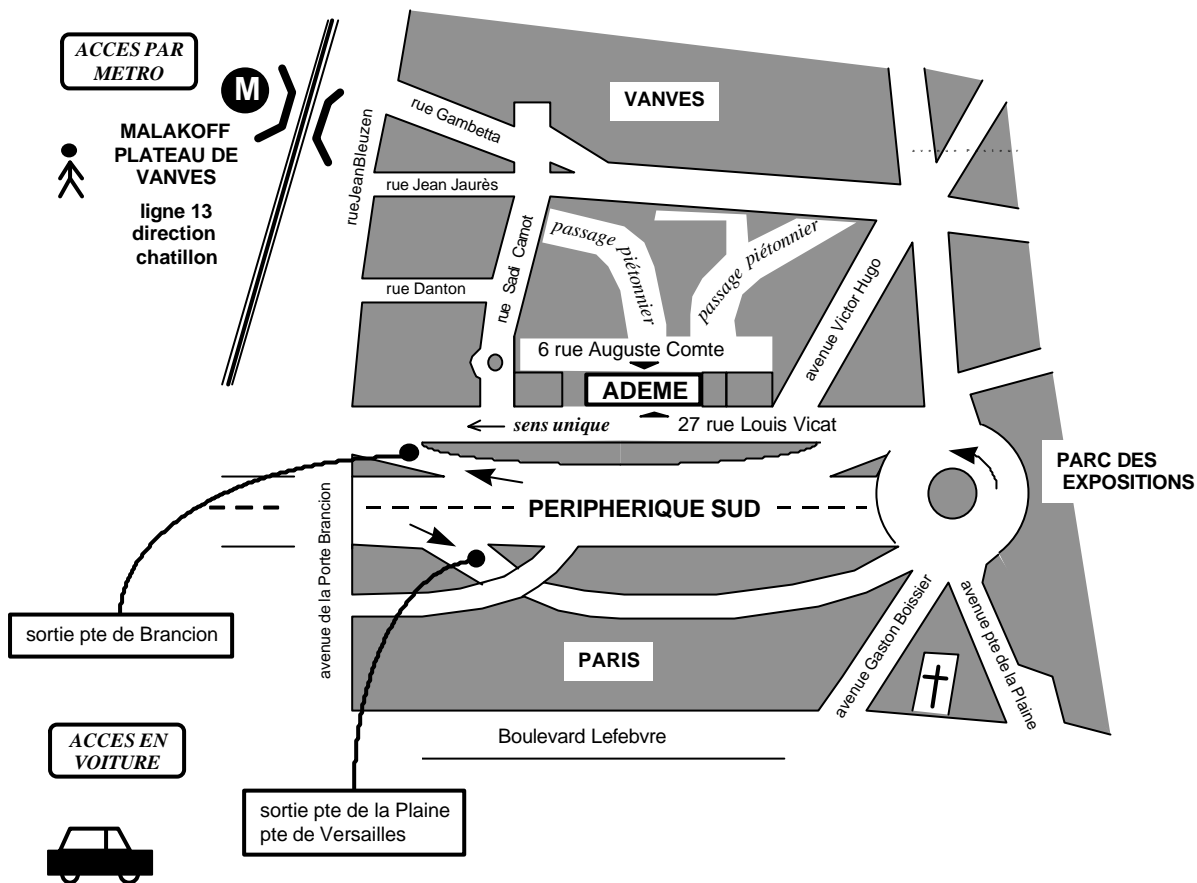 ACCES PAR
METRO
M
MALAKOFF
PLATEAU DE
VANVES
ligne 13
direction
chatillon
VANVES
rue Gambetta
rueJeanBleuzen
rue Jean Jaurès
rue Sadi Carnot
rue Danton
passage piétonnier
passage piétonnier
avenue Victor Hugo
6 rue Auguste Comte
ADEME
sens unique
27 rue Louis Vicat
PARC DES
EXPOSITIONS
PERIPHERIQUE SUD
avenue de la Porte Brancion
sortie pte de Brancion
PARIS
avenue Gaston Boissier
avenue pte de la Plaine
Boulevard Lefebvre
ACCES EN
VOITURE
sortie pte de la Plaine
pte de Versailles